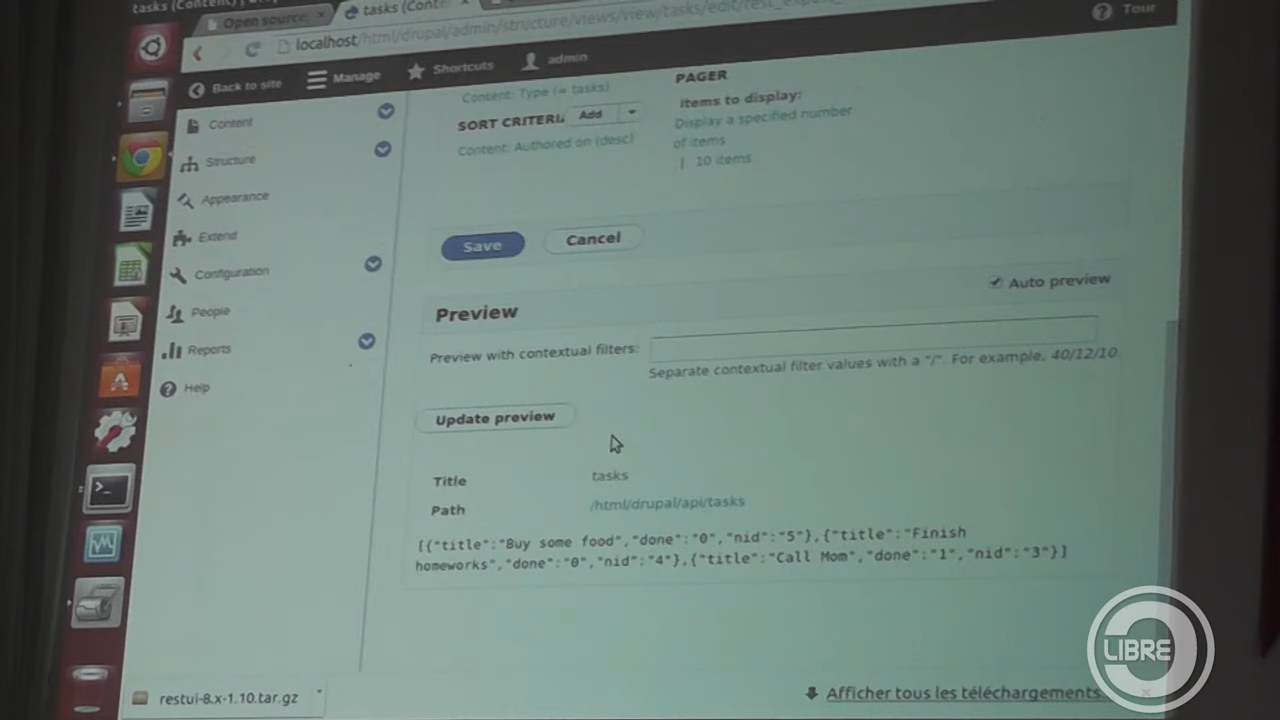 tasks (Content)
Open source
tasks (Conte
localhost/html/drupal/admin/structure/views/view/tasks/edit/rest_export_
Back to site
Manage
Shortcuts
admin
Tour
Content
Structure
Appearance
Extend
Configuration
People
Reports
Help
Content: Type (= tasks)
SORT CRITERIA
Add
Content: Authored on (desc)
PAGER
Items to display:
Display a specified number
of items
| 10 items
Save
Cancel
Preview
Auto preview
Preview with contextual filters:
Separate contextual filter values with a "/". For example, 40/12/10.
Update preview
Title tasks
Path /html/drupal/api/tasks
[{"title":"Buy some food","done":"0","nid":"5"},{"title":"Finish
homeworks","done":"0","nid":"4"},{"title":"Call Mom","done":"1","nid":"3"}]
restui-8.x-1.10.tar.gz
Afficher tous les téléchargements.
LIBRE